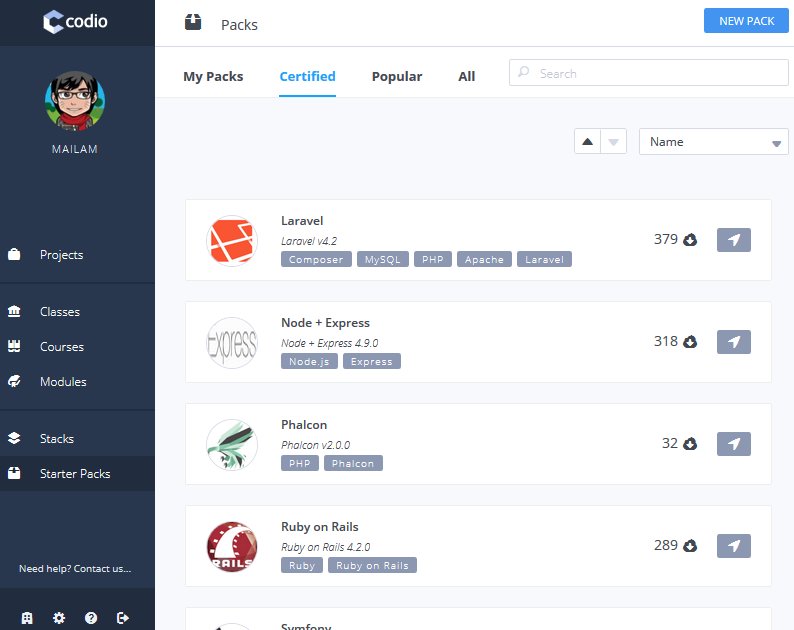 codio
Packs
NEW PACK
My Packs
Certified
Popular
All
Search
MAILAM
Name
Projects
Classes
Courses
Modules
Stacks
Starter Packs
Need help? Contact us...
Laravel
Laravel v4.2
Composer MySQL PHP Apache Laravel
379
Express
Node + Express
Node + Express 4.9.0
Node.js Express
318
Phalcon
Phalcon v2.0.0
PHP Phalcon
32
RAILS
Ruby on Rails
Ruby on Rails 4.2.0
Ruby Ruby on Rails
289
Symfony